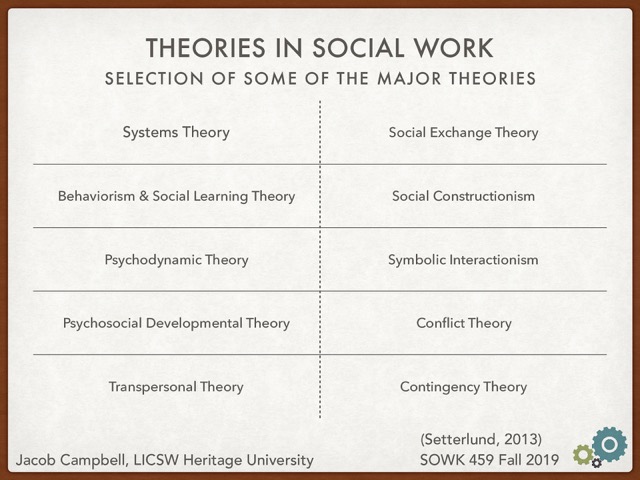 THEORIES IN SOCIAL WORK
SELECTION OF SOME OF THE MAJOR THEORIES
Systems Theory
Social Exchange Theory
Behaviorism & Social Learning Theory
Social Constructionism
Psychodynamic Theory
Symbolic Interactionism
Psychosocial Developmental Theory
Conflict Theory
Transpersonal Theory
Contingency Theory
(Setterlund, 2013)
Jacob Campbell, LICSW Heritage University
SOWK 459 Fall 2019